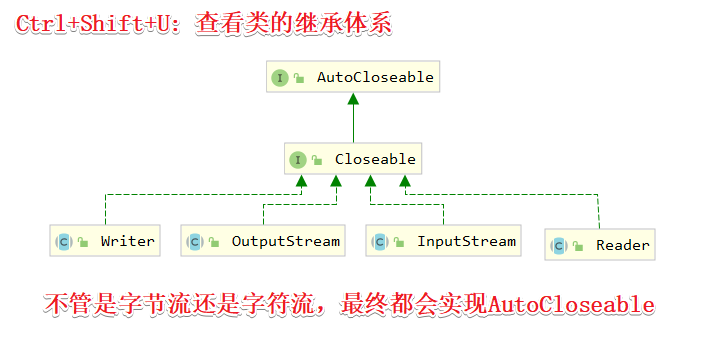 Ctrl+Shift+U：查看类的继承体系
I AutoCloseable
I Closeable
C Writer C OutputStream C InputStream C Reader
不管是字节流还是字符流，最终都会实现AutoCloseable